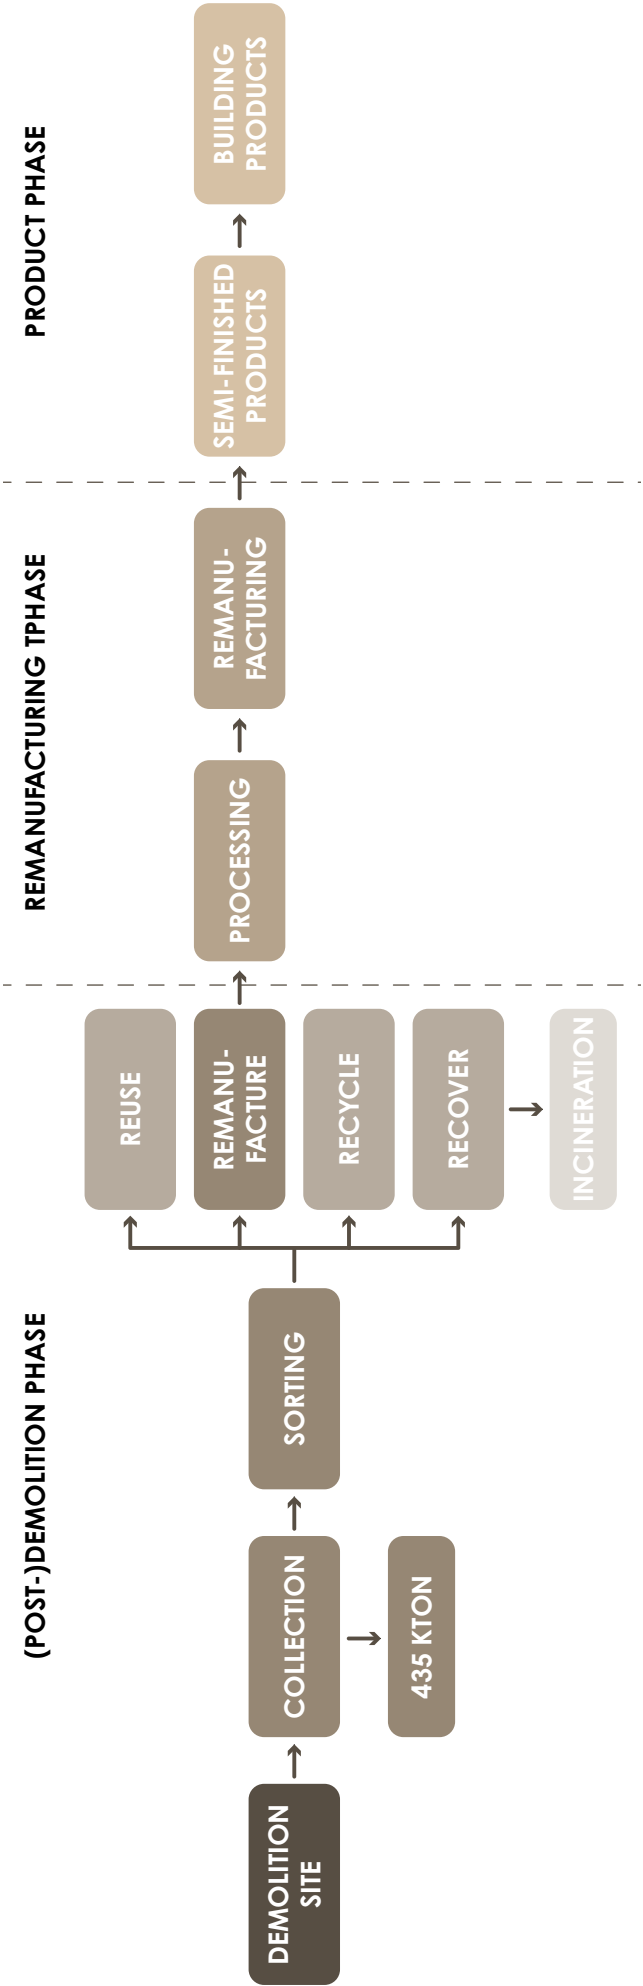 (POST-)DEMOLITION PHASE
REMANUFACTURING TPHASE
PRODUCT PHASE
DEMOLITION
SITE
COLLECTION
435 KTON
SORTING
REUSE
REMANU-
FACTURE
RECYCLE
RECOVER
INCINERATION
PROCESSING
REMANU-
FACTURING
SEMI-FINISHED
PRODUCTS
BUILDING
PRODUCTS